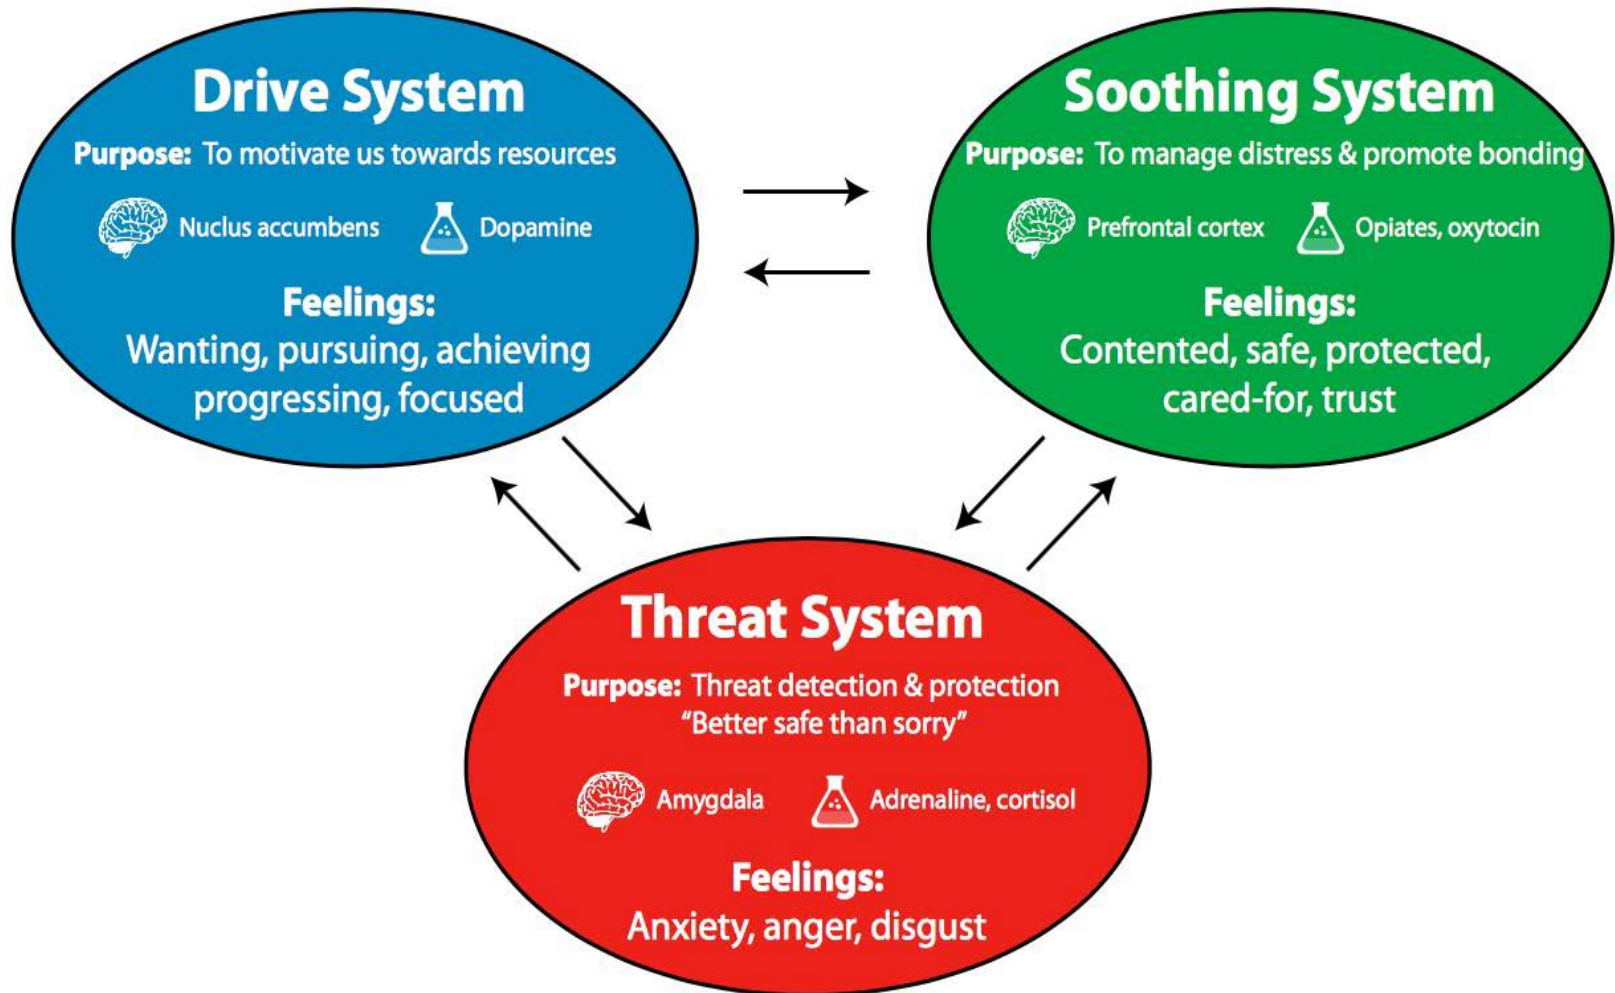 Drive System
Purpose: To motivate us towards resources
Nuclus accumbens
Dopamine
Feelings:
Wanting, pursuing, achieving
progressing, focused
Soothing System
Purpose: To manage distress & promote bonding
Prefrontal cortex
Opiates, oxytocin
Feelings:
Contented, safe, protected,
cared-for, trust
Threat System
Purpose: Threat detection & protection
“Better safe than sorry”
Amygdala
Adrenaline, cortisol
Feelings:
Anxiety, anger, disgust